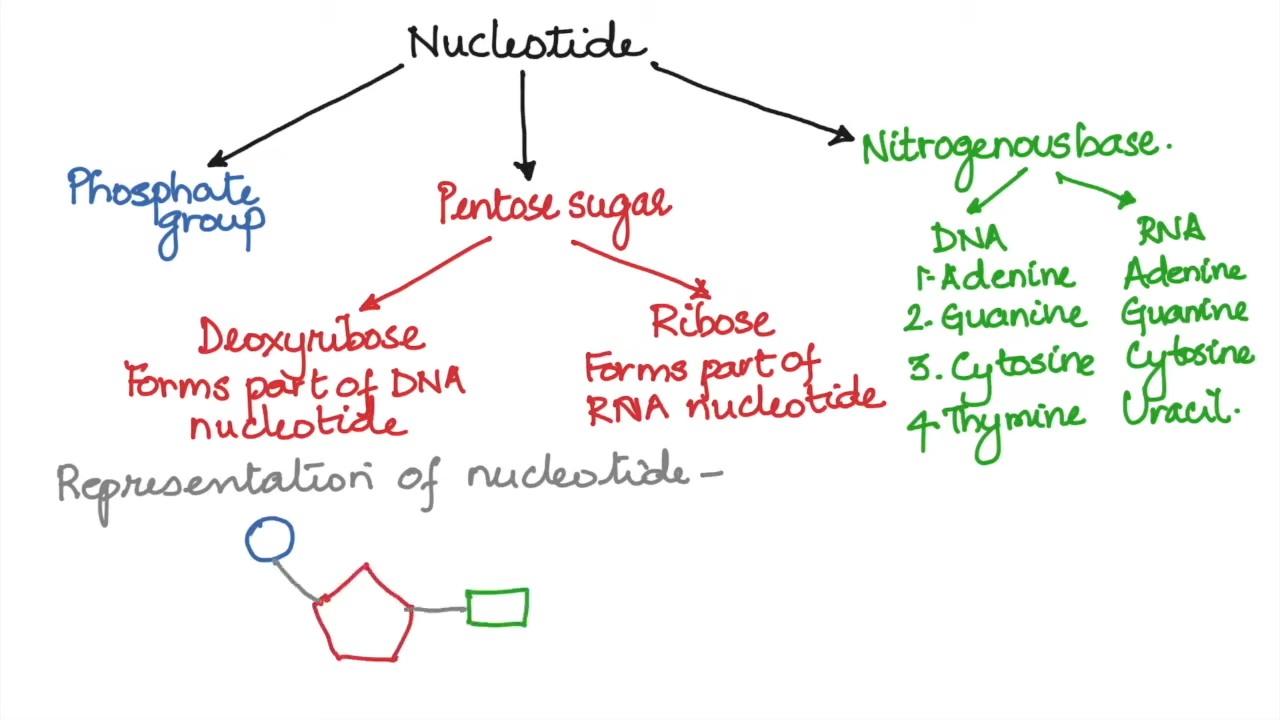 Nucleotide
Phosphate
group
Pentose sugar
Deoxyribose
Forms part of DNA
nucleotide
Ribose
Forms part of
RNA nucleotide
Nitrogenous base.
DNA
1. Adenine
2. Guanine
3. Cytosine
4. Thymine
RNA
Adenine
Guanine
Cytosine
Uracil.
Representation of nucleotide –